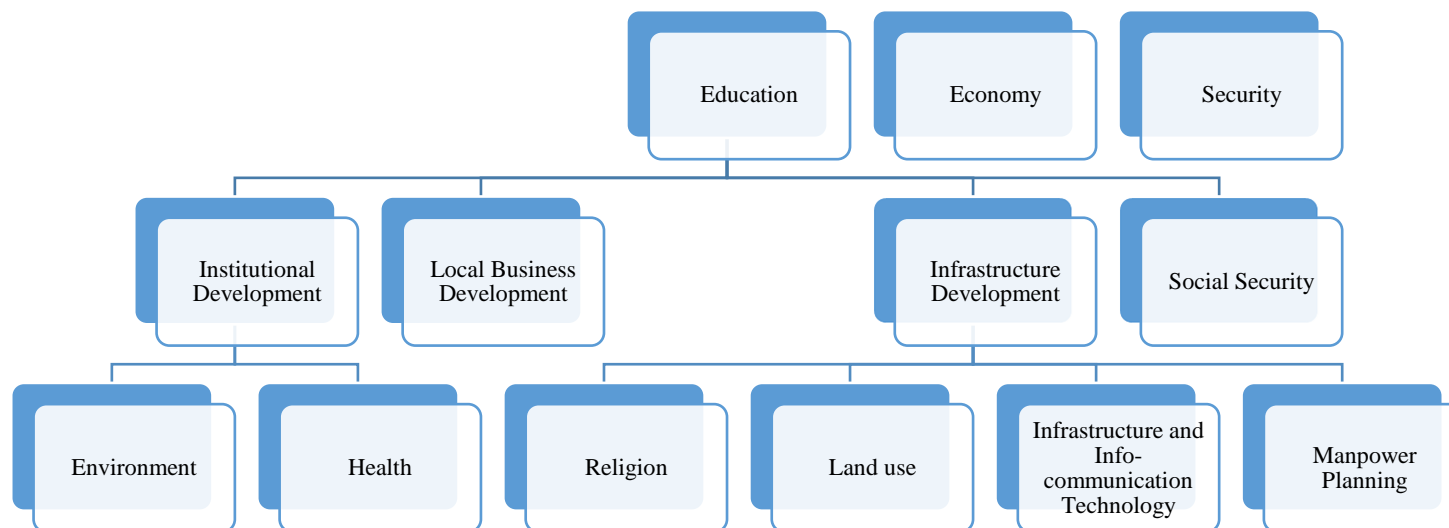 Education
Economy
Security
Institutional
Development
Local Business
Development
Infrastructure
Development
Social Security
Environment
Health
Religion
Land use
Infrastructure and
Info-
communication
Technology
Manpower
Planning